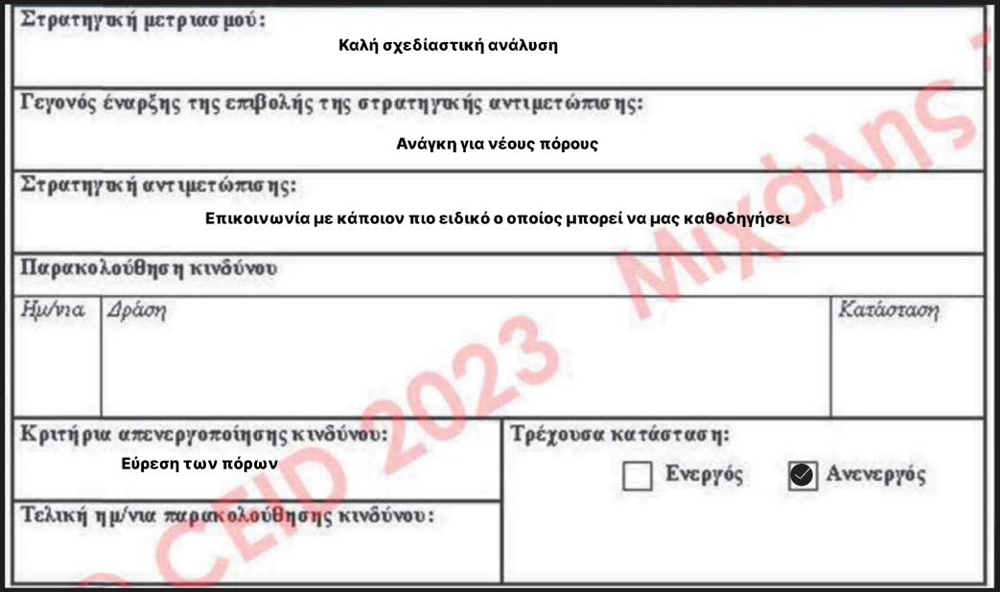 Στρατηγική μετριασμού:
Καλή σχεδίαστική ανάλυση
Γεγονός έναρξης της επιβολής της στρατηγικής αντιμετώπισης:
Ανάγκη για νέους πόρους
Στρατηγική αντιμετώπισης:
Επικοινωνία με κάποιον πιο ειδικό ο οποίος μπορεί να μας καθοδηγήσει
Παρακολούθηση κινδύνου
Ημ/νια Δράση Κατάσταση
Κριτήρια απενεργοποίησης κινδύνου:
Εύρεση των πόρων
Τελική ημ/νια παρακολούθησης κινδύνου:
Τρέχουσα κατάσταση:
Ενεργός Ανενεργός
CEID 2023 Μιχάλης